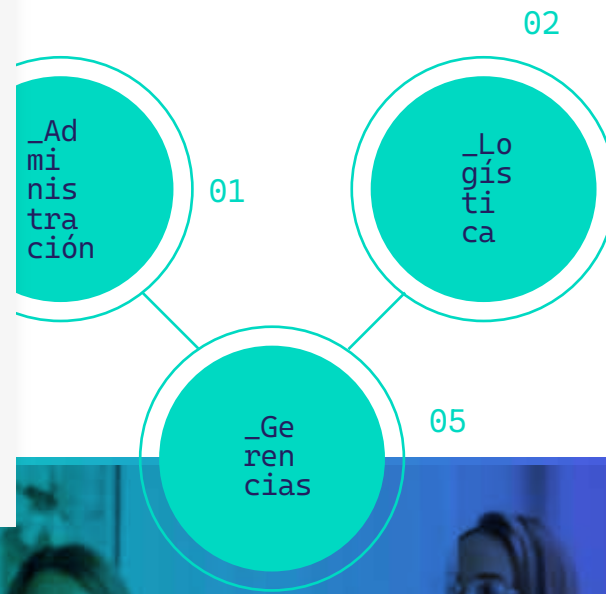 02
_Ad
mi
nis
tra
ción
01
_Lo
gís
ti
ca
_Ge
ren
cias
05